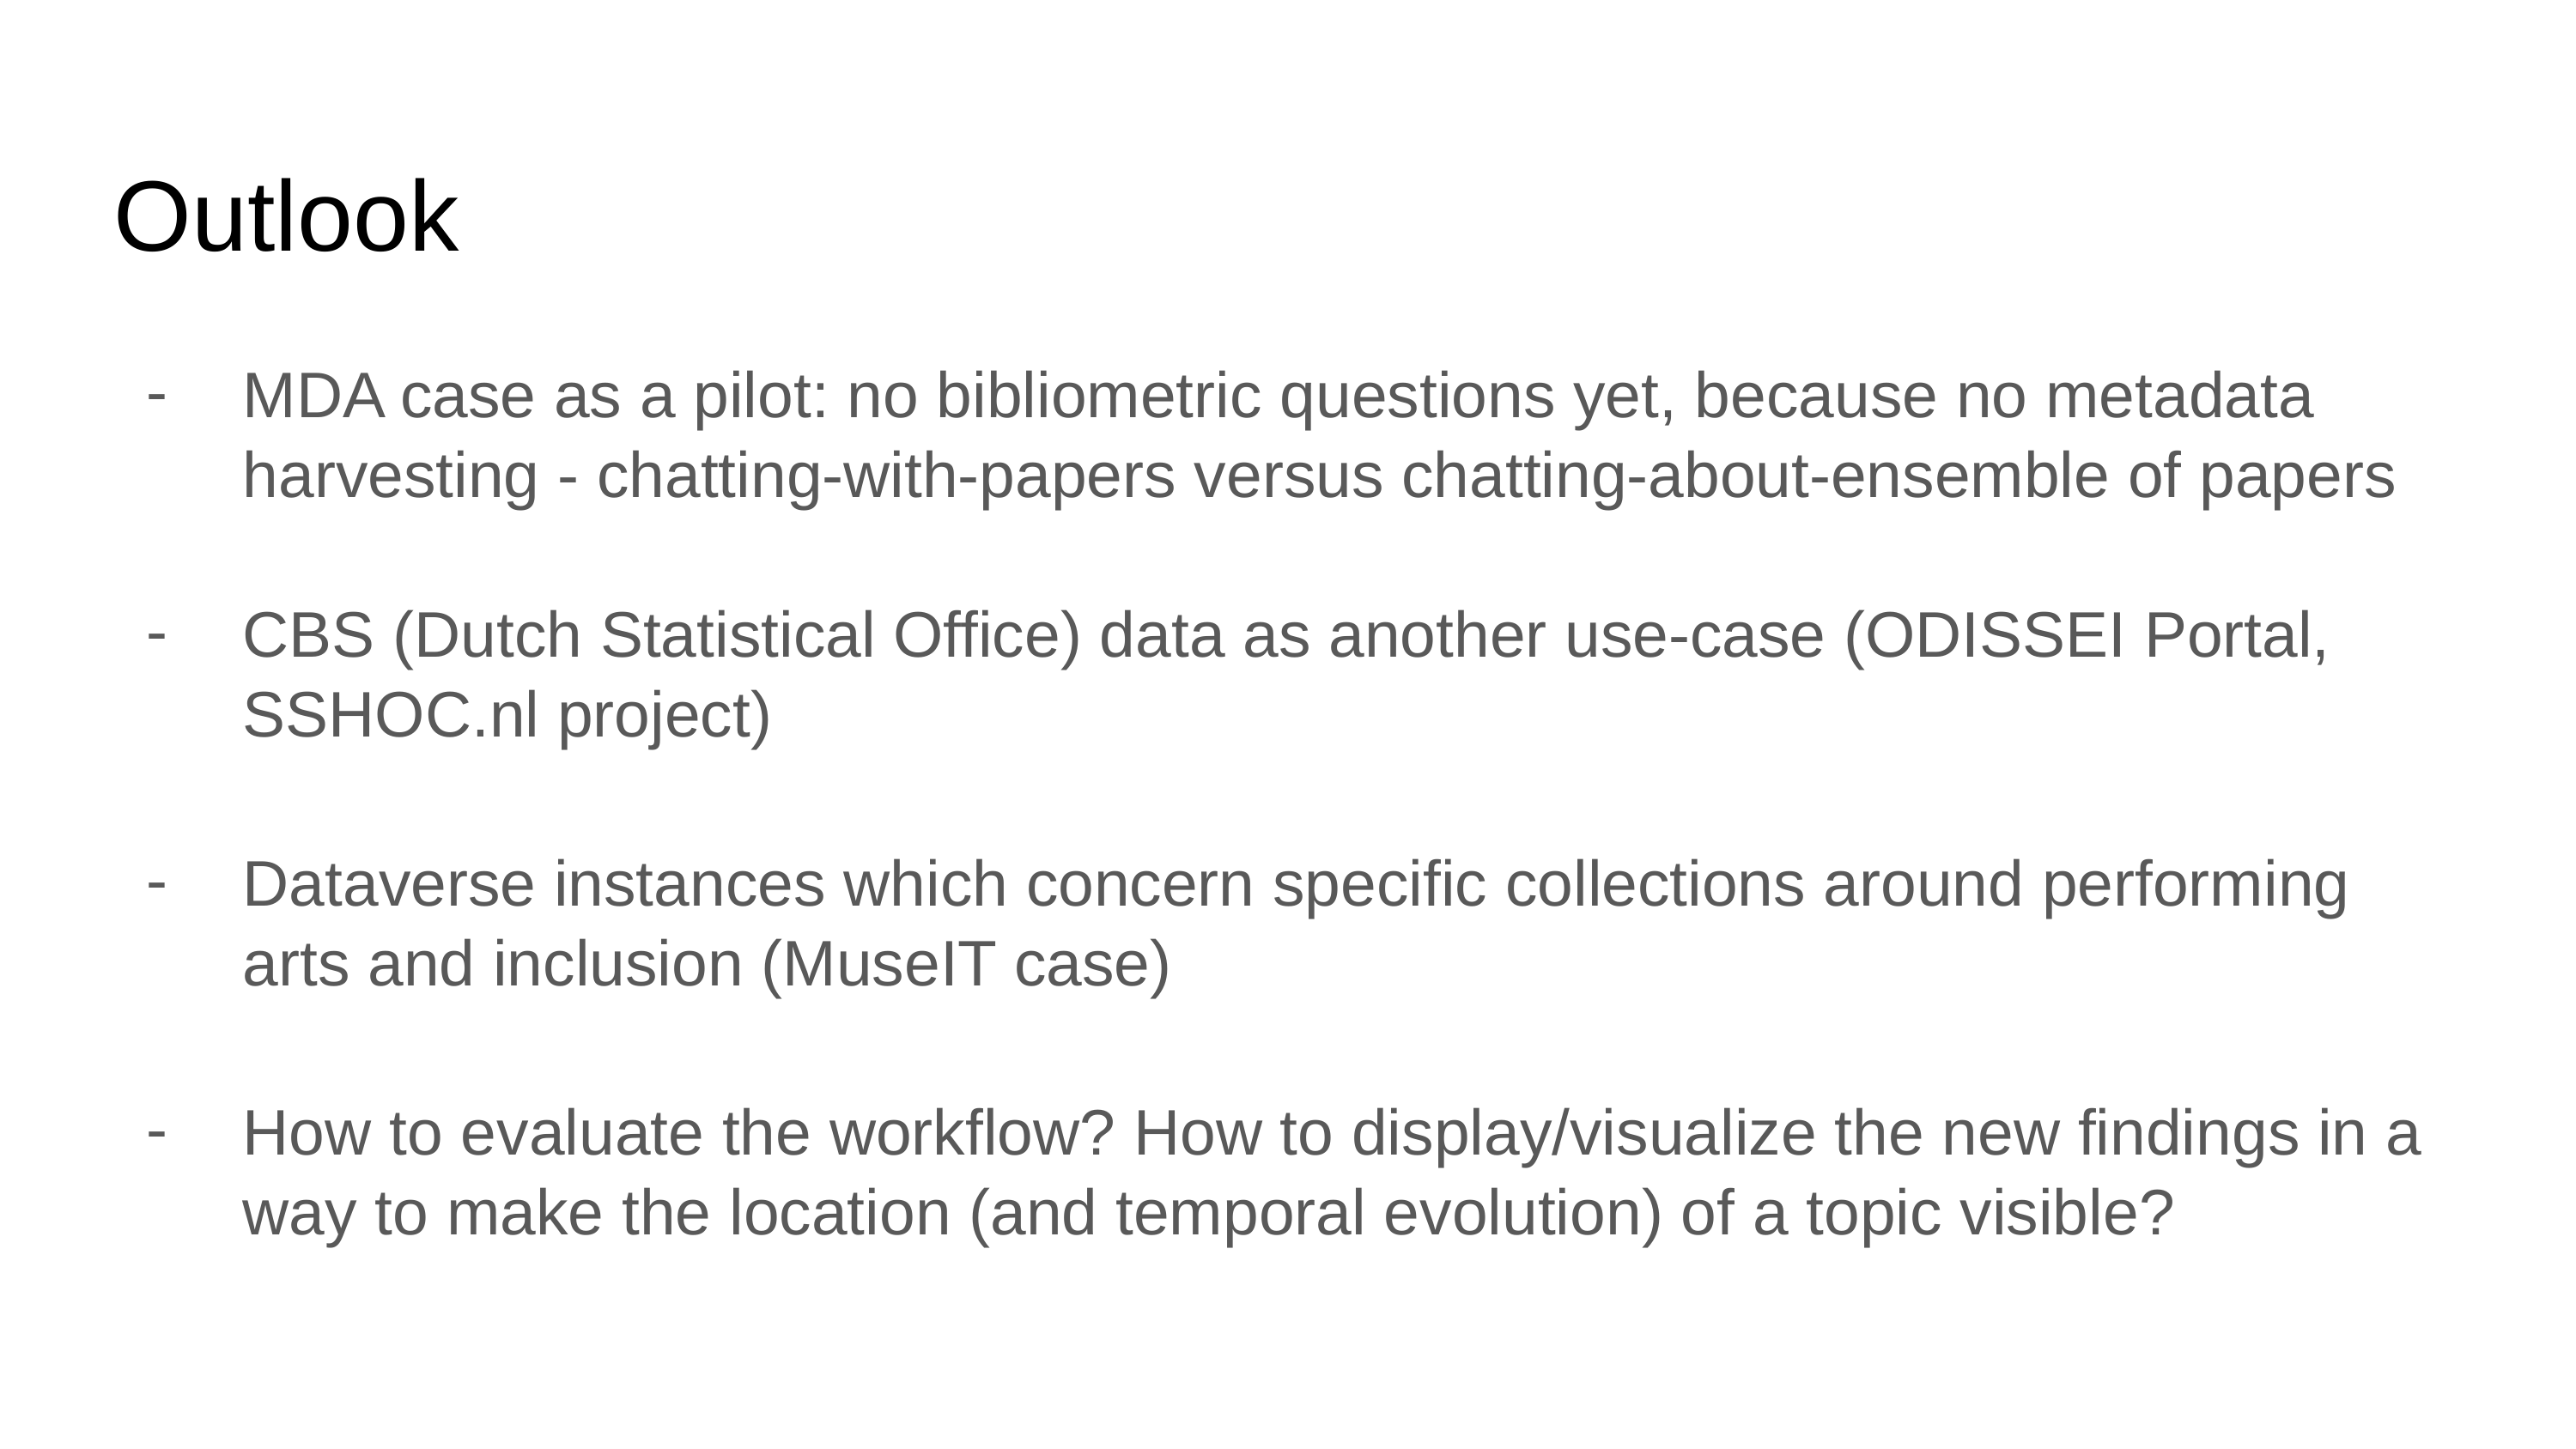 Outlook
- MDA case as a pilot: no bibliometric questions yet, because no metadata
harvesting - chatting-with-papers versus chatting-about-ensemble of papers
- CBS (Dutch Statistical Office) data as another use-case (ODISSEI Portal,
SSHOC.nl project)
- Dataverse instances which concern specific collections around performing
arts and inclusion (MuseIT case)
- How to evaluate the workflow? How to display/visualize the new findings in a
way to make the location (and temporal evolution) of a topic visible?